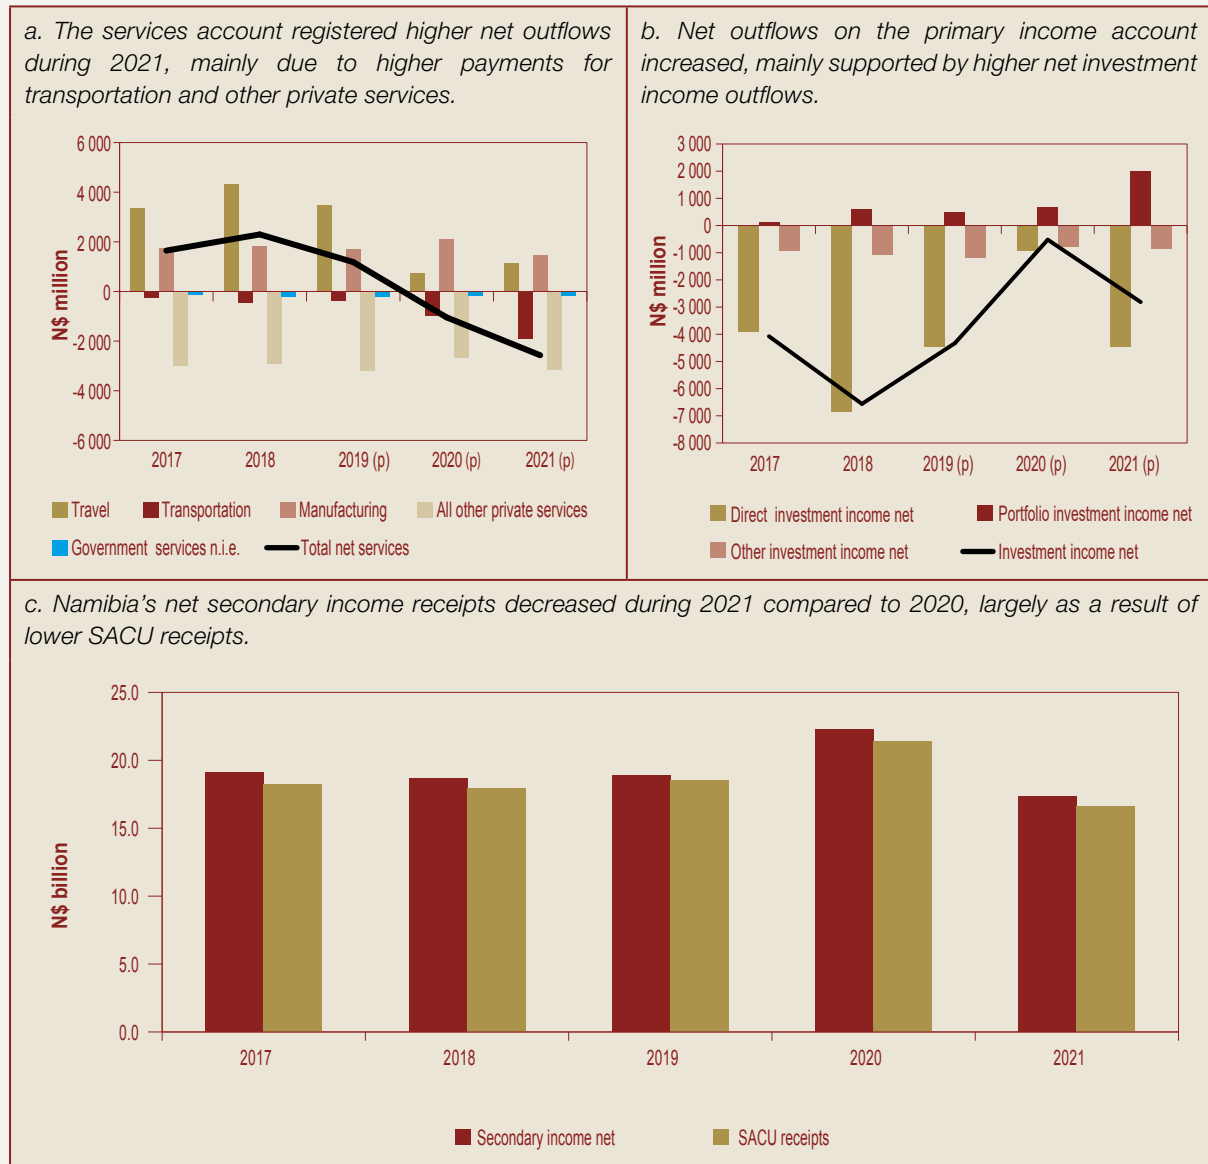 a. The services account registered higher net outflows
during 2021, mainly due to higher payments for
transportation and other private services.
N$ million
6 000
4 000
2 000
0
-2 000
-4 000
-6 000
2017
2018
2019 (p)
2020 (p)
2021 (p)
Travel
Transportation
Manufacturing
All other private services
Government services n.i.e.
Total net services
b. Net outflows on the primary income account
increased, mainly supported by higher net investment
income outflows.
N$ million
3 000
2 000
1 000
0
-1 000
-2 000
-3 000
-4 000
-5 000
-6 000
-7 000
-8 000
2017
2018
2019 (p)
2020 (p)
2021 (p)
Direct investment income net
Portfolio investment income net
Other investment income net
Investment income net
c. Namibia's net secondary income receipts decreased during 2021 compared to 2020, largely as a result of
lower SACU receipts.
N$ billion
25.0
20.0
15.0
10.0
5.0
0.0
2017
2018
2019
2020
2021
Secondary income net
SACU receipts